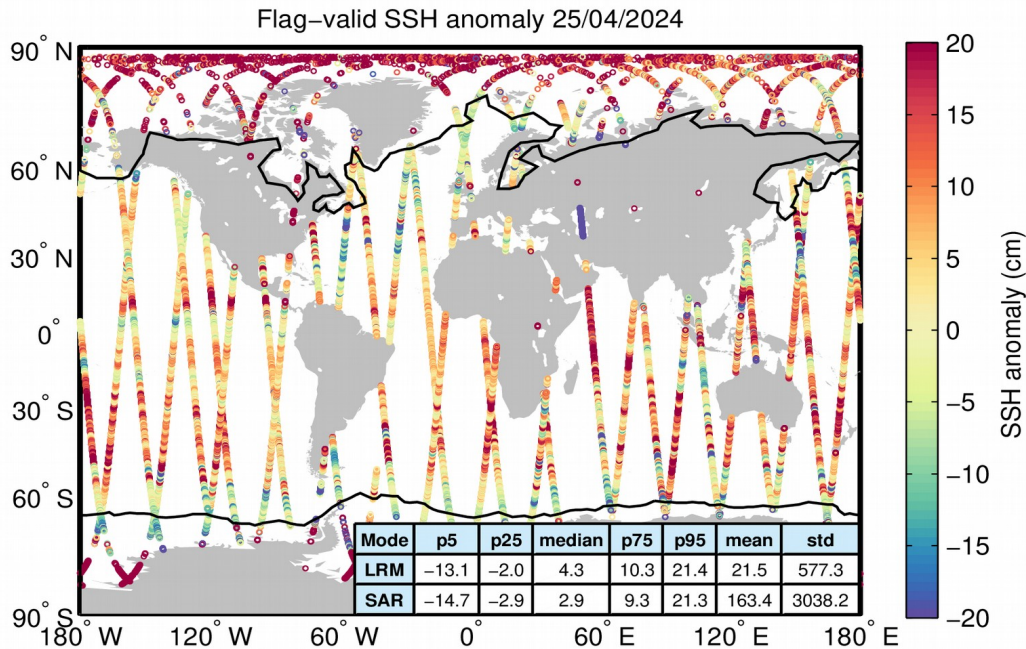 Flag−valid SSH anomaly 25/04/2024
90° N
60° N
30° N
0°
30° S
60° S
90° S
180° W 120° W 60° W 0° 60° E 120° E 180° E
Mode p5 p25 median p75 p95 mean std
LRM −13.1 −2.0 4.3 10.3 21.4 21.5 577.3
SAR −14.7 −2.9 2.9 9.3 21.3 163.4 3038.2
20
15
10
5
0
−5
−10
−15
−20
SSH anomaly (cm)